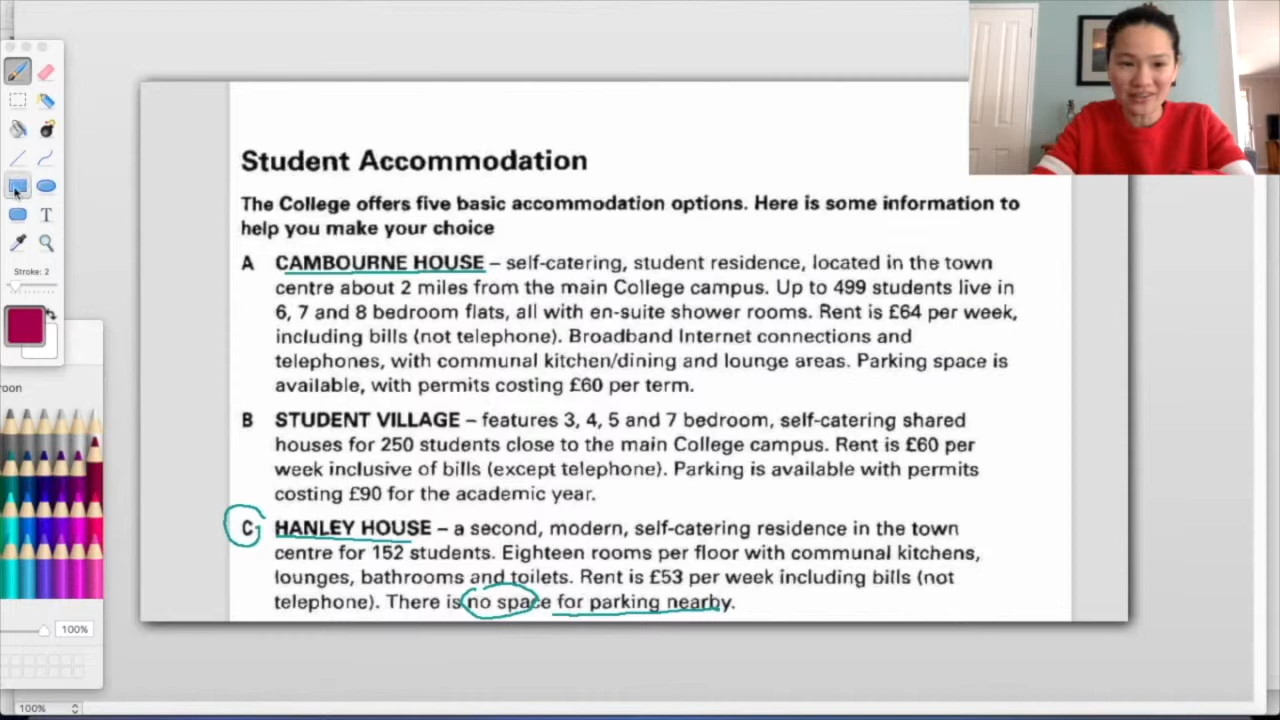 Student Accommodation
The College offers five basic accommodation options. Here is some information to
help you make your choice
A CAMBOURNE HOUSE – self-catering, student residence, located in the town
centre about 2 miles from the main College campus. Up to 499 students live in
6, 7 and 8 bedroom flats, all with en-suite shower rooms. Rent is £64 per week,
including bills (not telephone). Broadband Internet connections and
telephones, with communal kitchen/dining and lounge areas. Parking space is
available, with permits costing £60 per term.
B STUDENT VILLAGE – features 3, 4, 5 and 7 bedroom, self-catering shared
houses for 250 students close to the main College campus. Rent is £60 per
week inclusive of bills (except telephone). Parking is available with permits
costing £90 for the academic year.
C HANLEY HOUSE – a second, modern, self-catering residence in the town
centre for 152 students. Eighteen rooms per floor with communal kitchens,
lounges, bathrooms and toilets. Rent is £53 per week including bills (not
telephone). There is no space for parking nearby.
T
Stroke: 2
oon
100%
100%